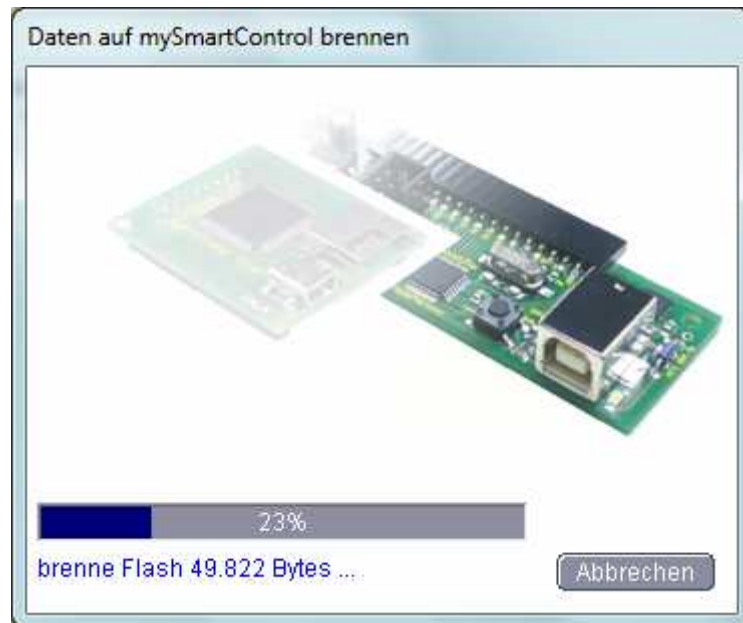 Daten auf mySmartControl brennen
23%
brenne Flash 49.822 Bytes ...
Abbrechen